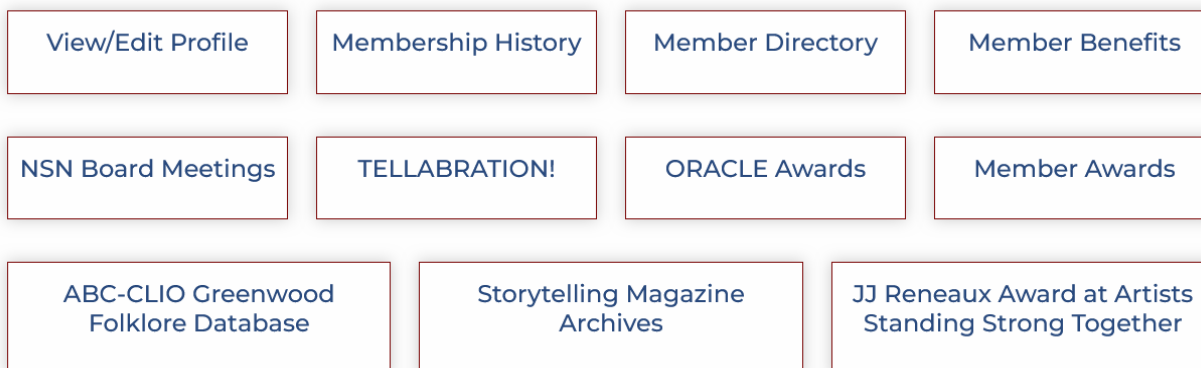 View/Edit Profile
Membership History
Member Directory
Member Benefits
NSN Board Meetings
TELLABRATION!
ORACLE Awards
Member Awards
ABC-CLIO Greenwood
Folklore Database
Storytelling Magazine
Archives
JJ Reneaux Award at Artists
Standing Strong Together